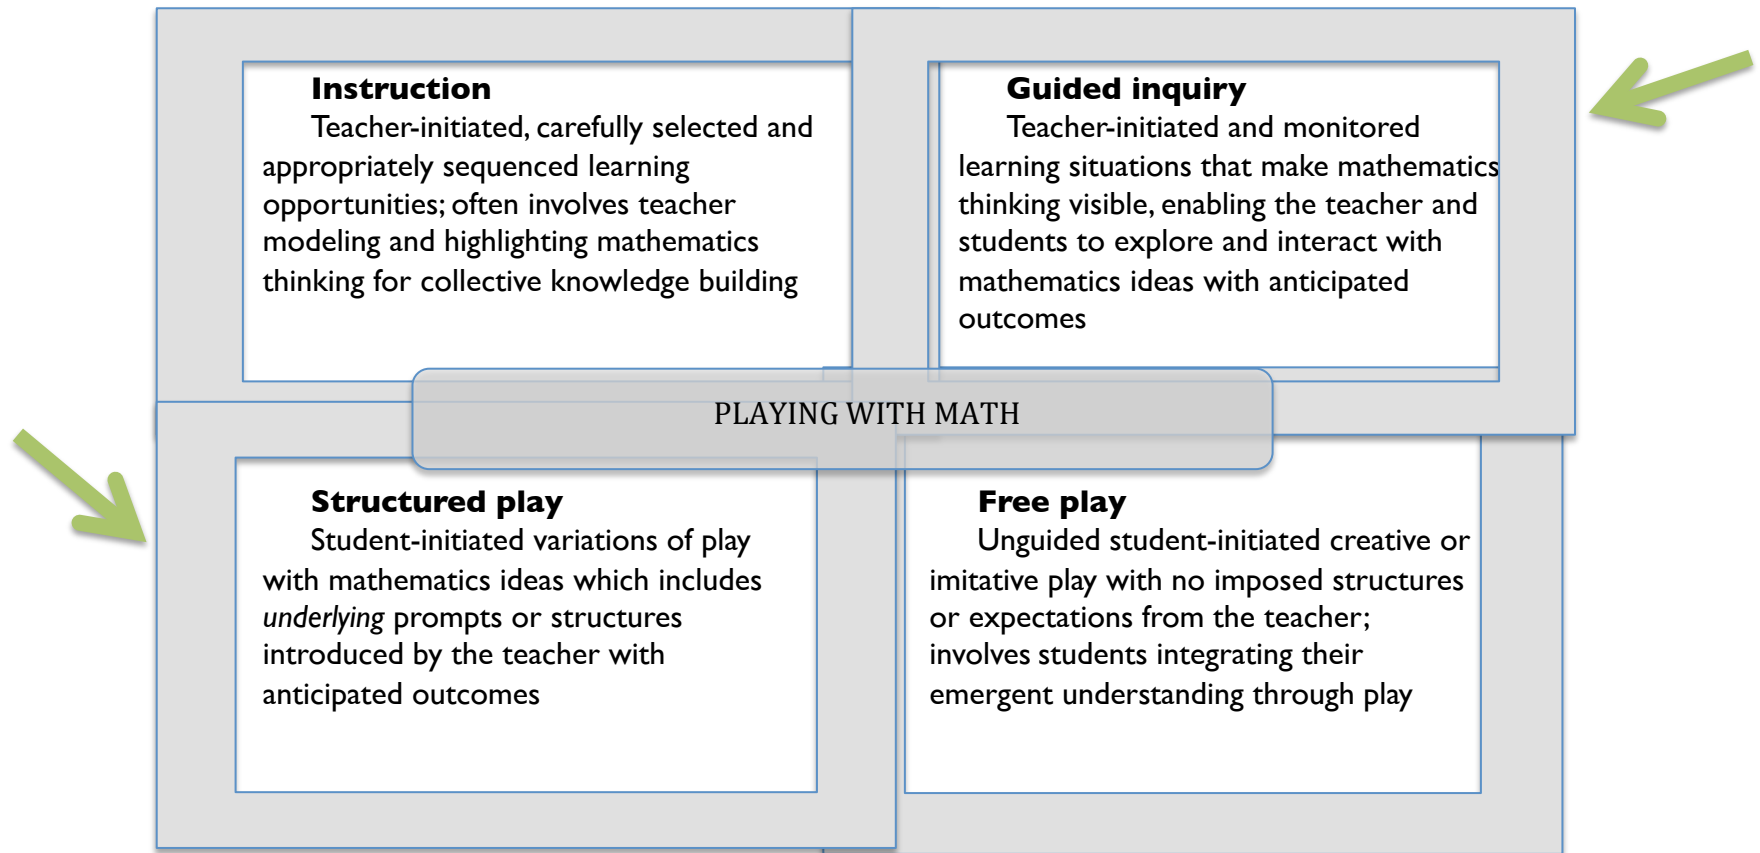 Instruction
Teacher-initiated, carefully selected and
appropriately sequenced learning
opportunities; often involves teacher
modeling and highlighting mathematics
thinking for collective knowledge building
Guided inquiry
Teacher-initiated and monitored
learning situations that make mathematics
thinking visible, enabling the teacher and
students to explore and interact with
mathematics ideas with anticipated
outcomes
PLAYING WITH MATH
Structured play
Student-initiated variations of play
with mathematics ideas which includes
underlying prompts or structures
introduced by the teacher with
anticipated outcomes
Free play
Unguided student-initiated creative or
imitative play with no imposed structures
or expectations from the teacher;
involves students integrating their
emergent understanding through play